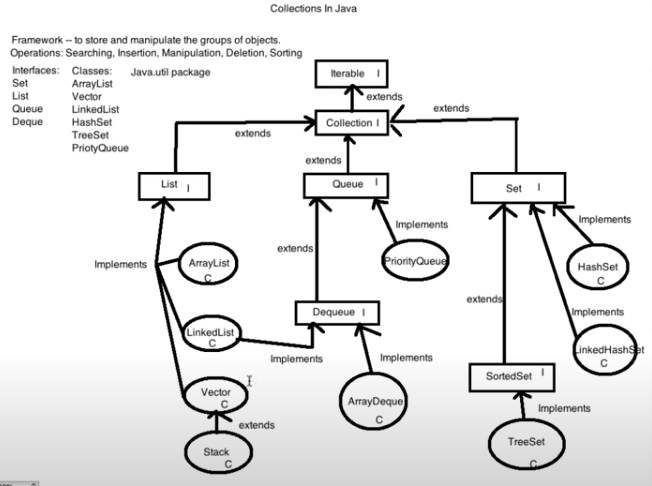 Collections In Java
Framework -- to store and manipulate the groups of objects.
Operations: Searching, Insertion, Manipulation, Deletion, Sorting
Interfaces: Classes: Java.util package
Set ArrayList
List Vector
Queue LinkedList
Deque HashSet
TreeSet
PriotyQueue
Iterable I
extends
extends
extends
Collection I
extends
List I
Queue I
Set I
Implements
Implements
extends
Implements
ArrayList
C
PriorityQueue
HashSet
C
extends
Dequeue I
Implements
LinkedList
C
Implements
Implements
LinkedHashSet
C
SortedSet I
Vector
C
ArrayDeque
C
Implements
extends
Stack
C
TreeSet
C